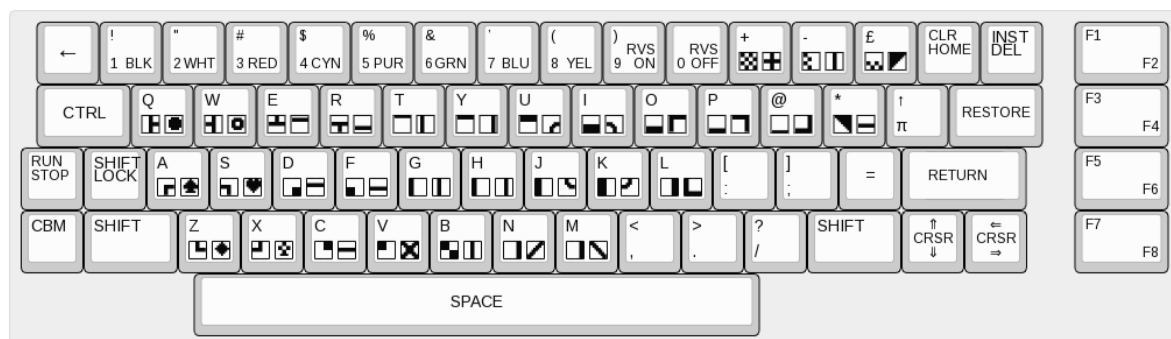 ← ! 1 BLK " 2 WHT # 3 RED $ 4 CYN % 5 PUR & 6 GRN ' 7 BLU ( 8 YEL ) 9 RVS ON 0 RVS OFF + - £ CLR HOME INST DEL F1 F2
CTRL Q W E R T Y U I O P @ * ↑ π RESTORE F3 F4
RUN STOP SHIFT LOCK A S D F G H J K L [ : ] ; = RETURN F5 F6
CBM SHIFT Z X C V B N M < , > . ? / SHIFT ⇑ CRSR ⇓ ⇐ CRSR ⇒ F7 F8
SPACE